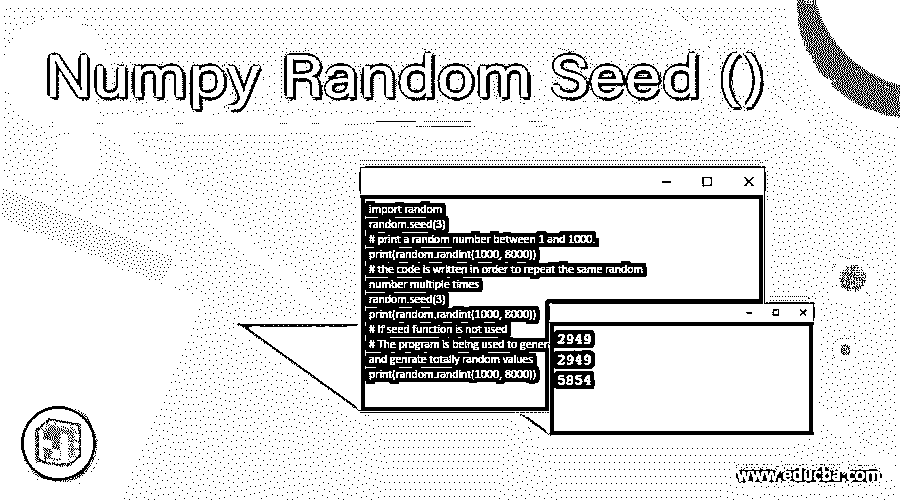 Numpy Random Seed ()
import random
random.seed(3)
# print a random number between 1 and 1000.
print(random.randint(1000, 8000))
# the code is written in order to repeat the same random
number multiple times
random.seed(3)
print(random.randint(1000, 8000))
# If seed function is not used
# The program is being used to gener
and genrate totally random values
print(random.randint(1000, 8000))
2949
2949
5854
www.educba.com